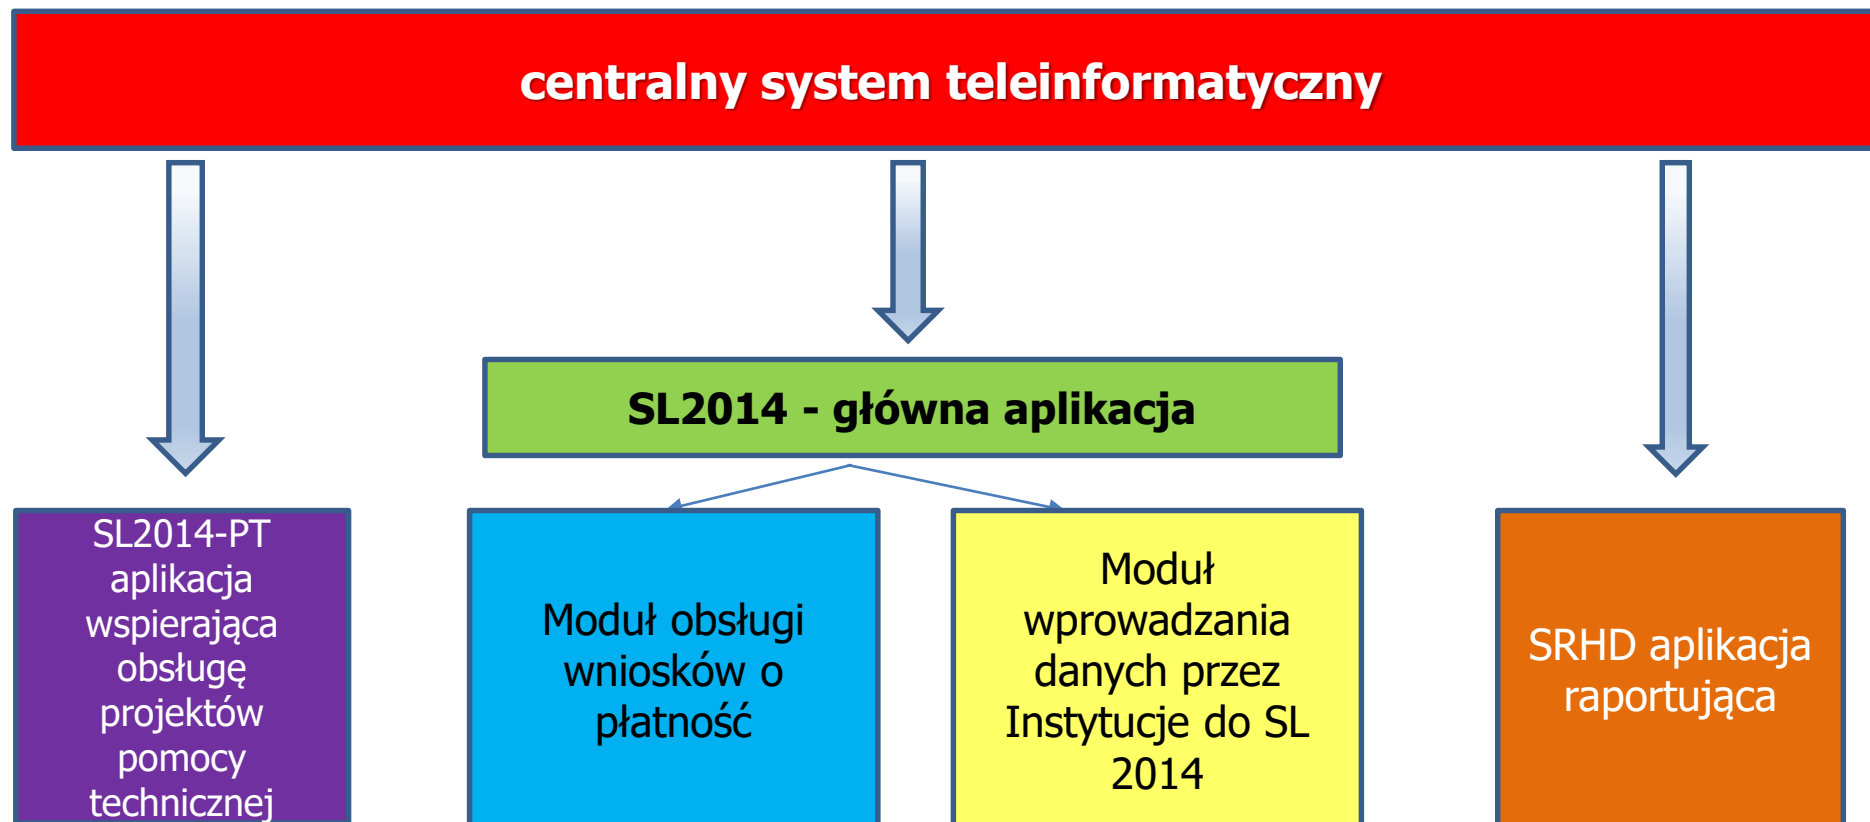 centralny system teleinformatyczny
SL2014 - główna aplikacja
SL2014-PT
aplikacja
wspierająca
obsługę
projektów
pomocy
technicznej
Moduł obsługi
wniosków o
płatność
Moduł
wprowadzania
danych przez
Instytucje do SL
2014
SRHD aplikacja
raportująca